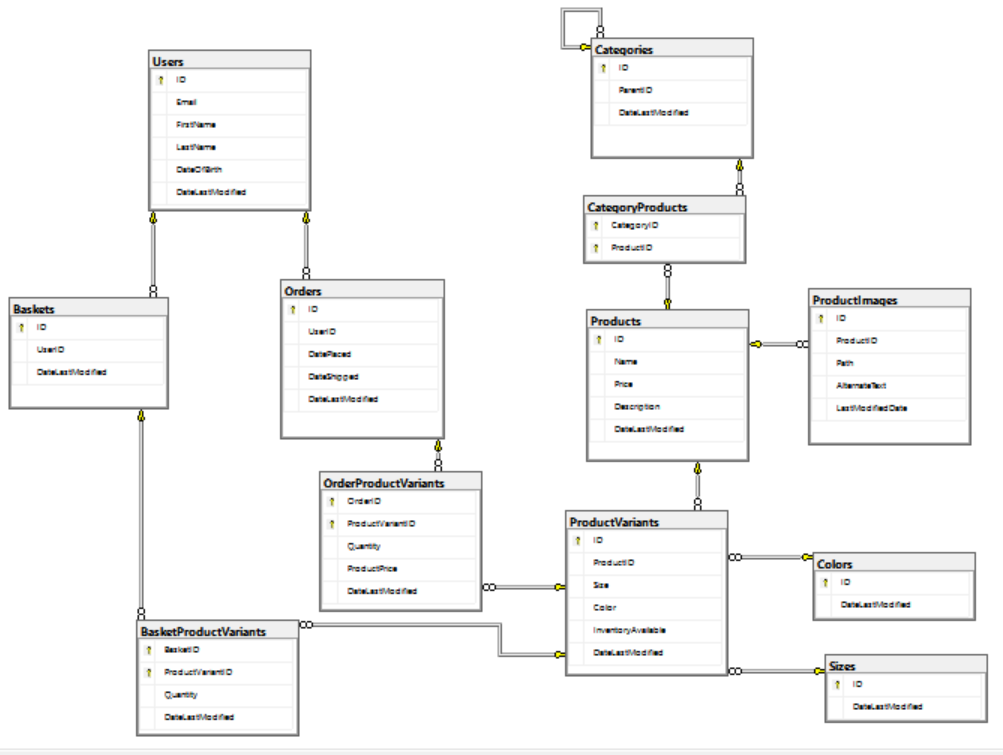 Users
ID
Email
FirstName
LastName
DateOfBirth
DateLastModified
Categories
ID
ParentID
DateLastModified
CategoryProducts
CategoryID
ProductID
Baskets
ID
UserID
DateLastModified
Orders
ID
UserID
DatePlaced
DateShipped
DateLastModified
Products
ID
Name
Price
Description
DateLastModified
ProductImages
ID
ProductID
Path
AlternateText
LastModifiedDate
OrderProductVariants
OrderID
ProductVariantID
Quantity
ProductPrice
DateLastModified
ProductVariants
ID
ProductID
Size
Color
InventoryAvailable
DateLastModified
Colors
ID
DateLastModified
BasketProductVariants
BasketID
ProductVariantID
Quantity
DateLastModified
Sizes
ID
DateLastModified